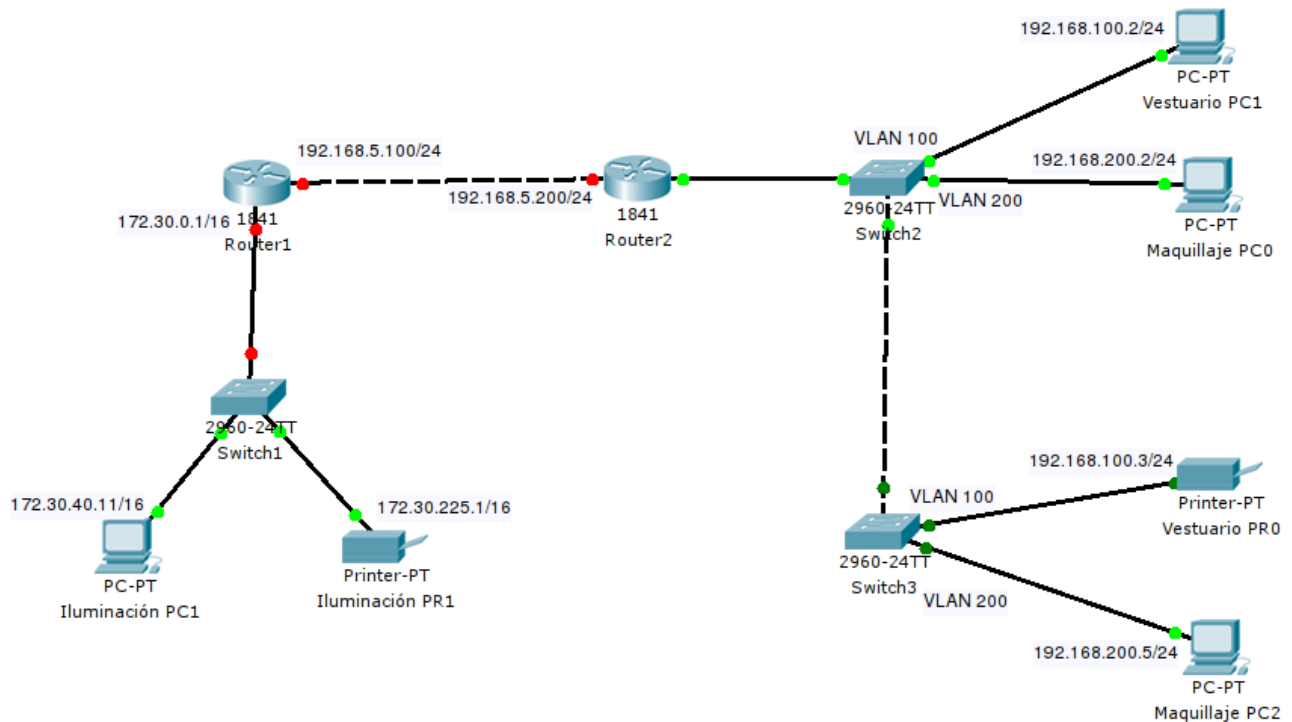 192.168.100.2/24
PC-PT
Vestuario PC1
VLAN 100
192.168.5.100/24
192.168.200.2/24
192.168.5.200/24
VLAN 200
172.30.0.1/16
1841
Router1
1841
Router2
2960-24TT
Switch2
PC-PT
Maquillaje PC0
2960-24TT
Switch1
192.168.100.3/24
VLAN 100
172.30.40.11/16
172.30.225.1/16
Printer-PT
Vestuario PR0
2960-24TT
Switch3
PC-PT
Iluminación PC1
Printer-PT
Iluminación PR1
VLAN 200
192.168.200.5/24
PC-PT
Maquillaje PC2